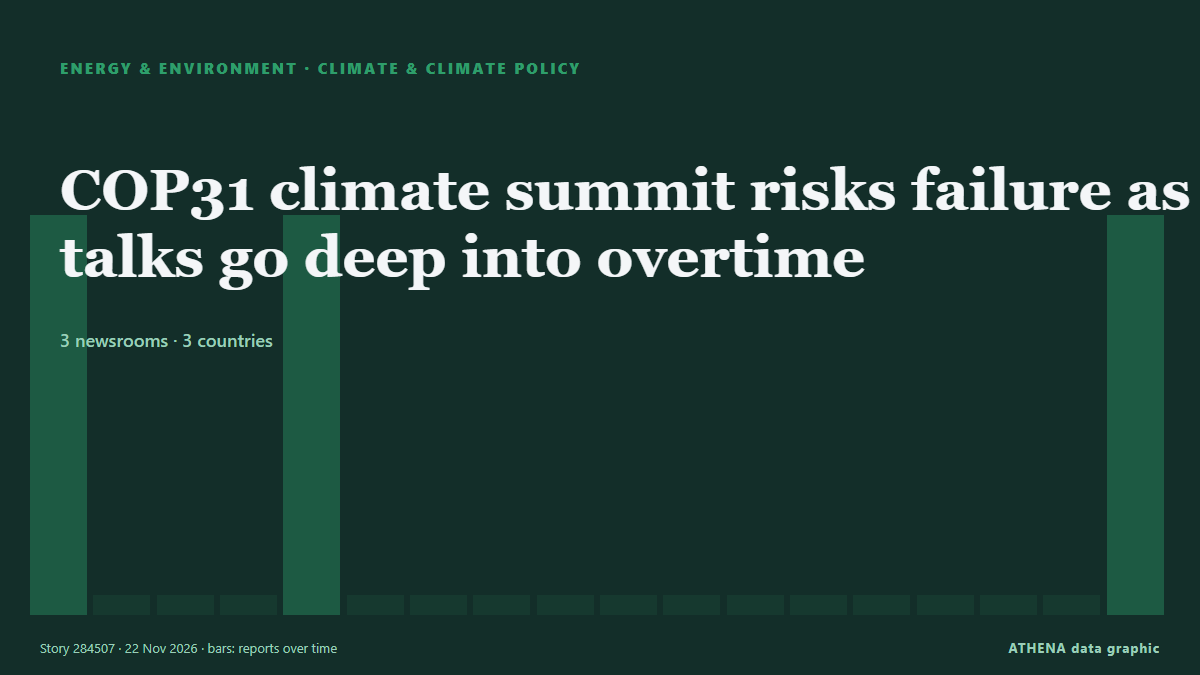 ENERGY & ENVIRONMENT · CLIMATE & CLIMATE POLICY
COP31 climate summit risks failure as
talks go deep into overtime
3 newsrooms · 3 countries
Story 284507 · 22 Nov 2026 · bars: reports over time
ATHENA data graphic